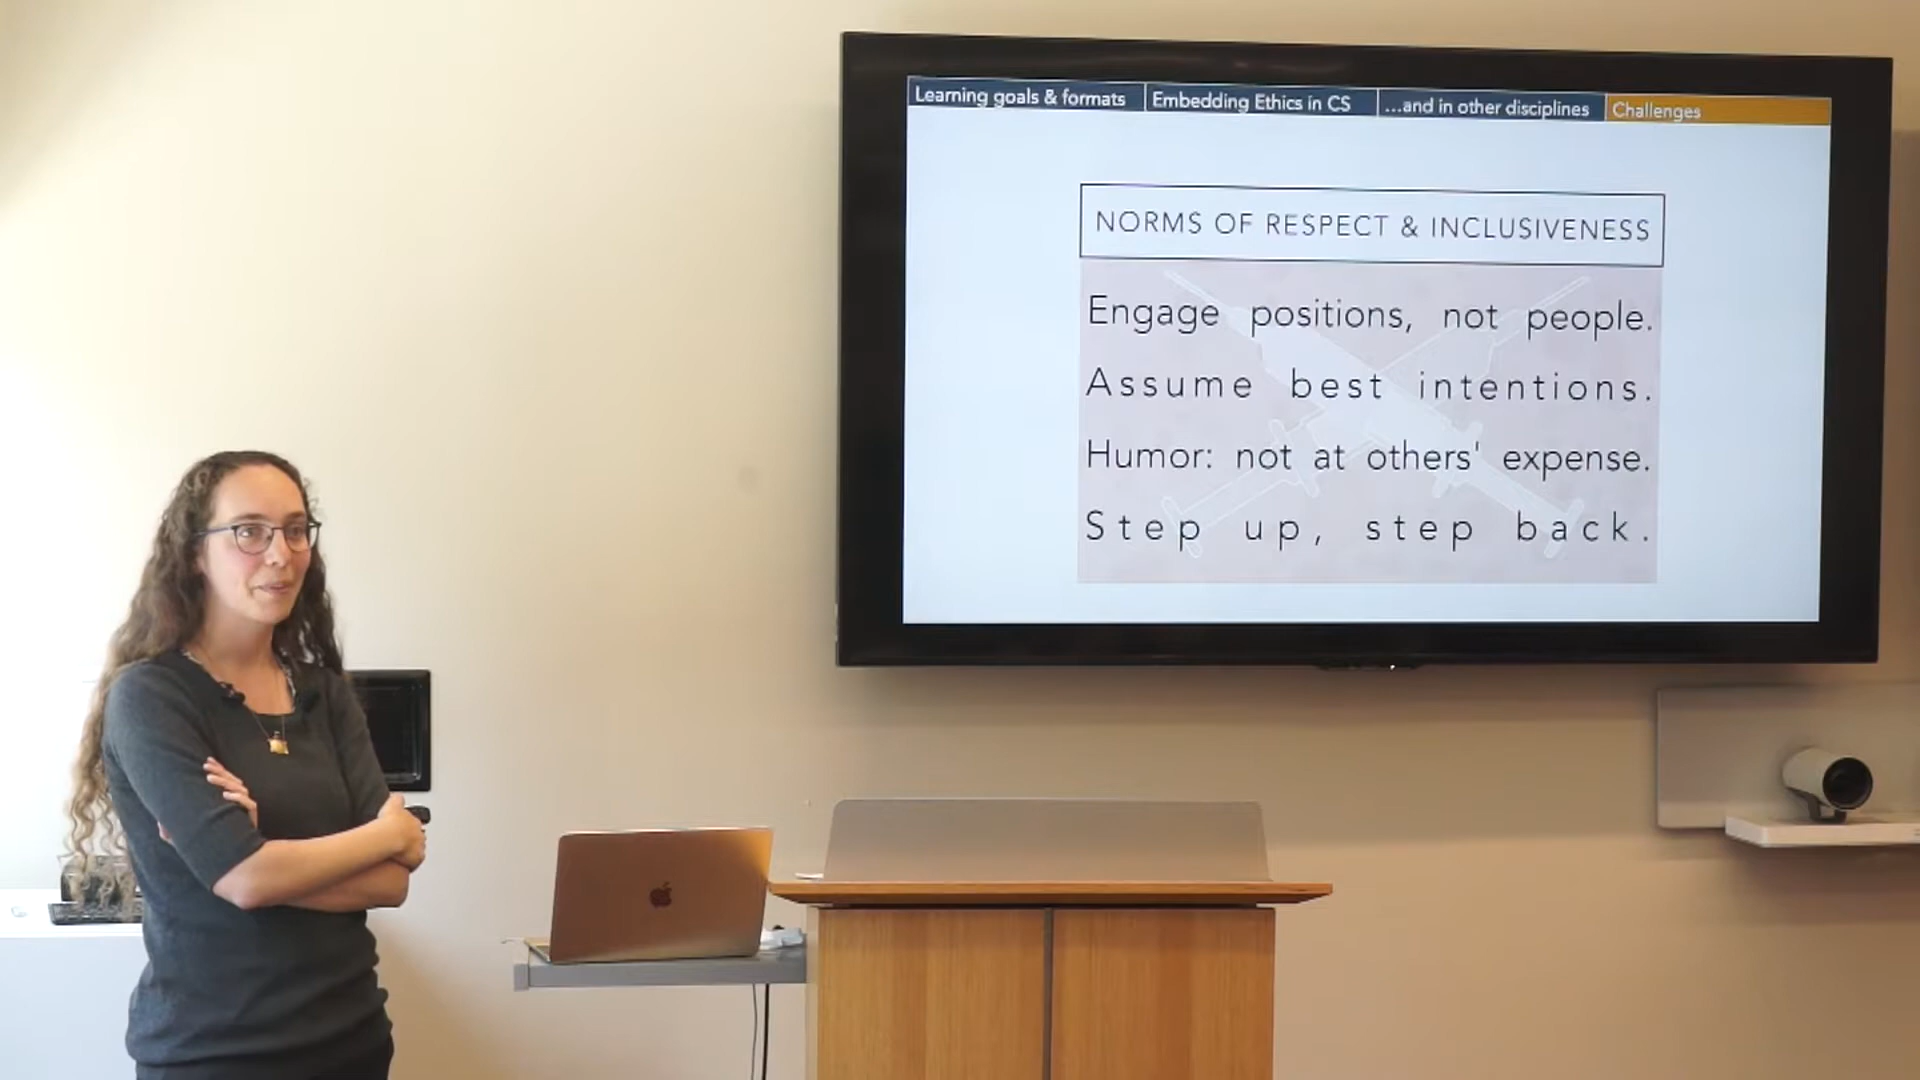 Learning goals & formats
Embedding Ethics in CS
...and in other disciplines
Challenges
NORMS OF RESPECT & INCLUSIVENESS
Engage positions, not people.
Assume best intentions.
Humor: not at others' expense.
Step up, step back.